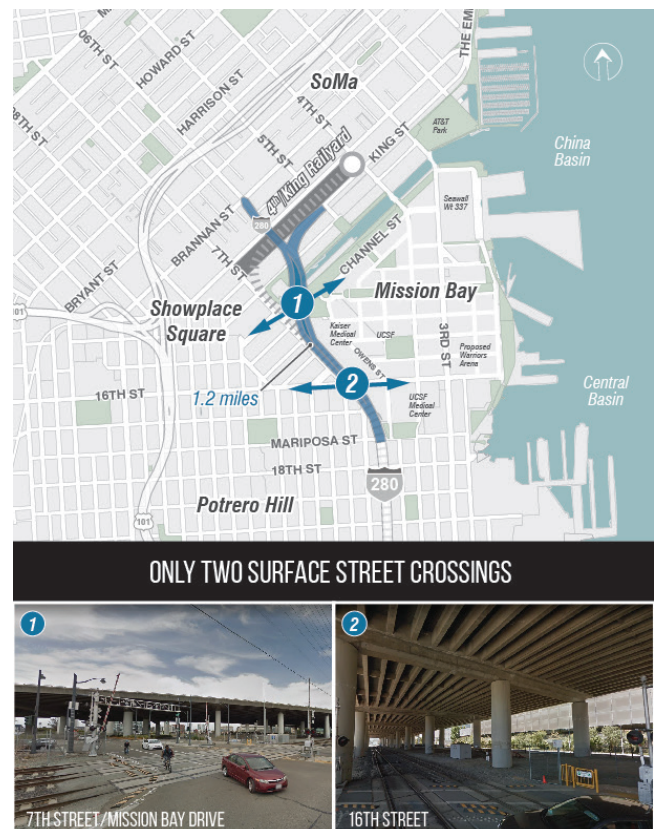 06TH ST
HOWARD ST
SoMa
THE EM
HARRISON ST
08TH ST
4TH ST
AT&T
Park
5TH ST
KING ST
China
Basin
4th/King Railyard
Seawall
Wt 337
BRANNAN ST
280
CHANNEL ST
7TH ST
BRYANT ST
Mission Bay
1
Showplace
Square
101
Kaiser
Medical
Center
UCSF
3RD ST
Proposed
Warriors
Arena
OWENS ST
2
Central
Basin
16TH ST
1.2 miles
UCSF
Medical
Center
MARIPOSA ST
18TH ST
280
Potrero Hill
101
ONLY TWO SURFACE STREET CROSSINGS
1
2
7TH STREET/MISSION BAY DRIVE
16TH STREET